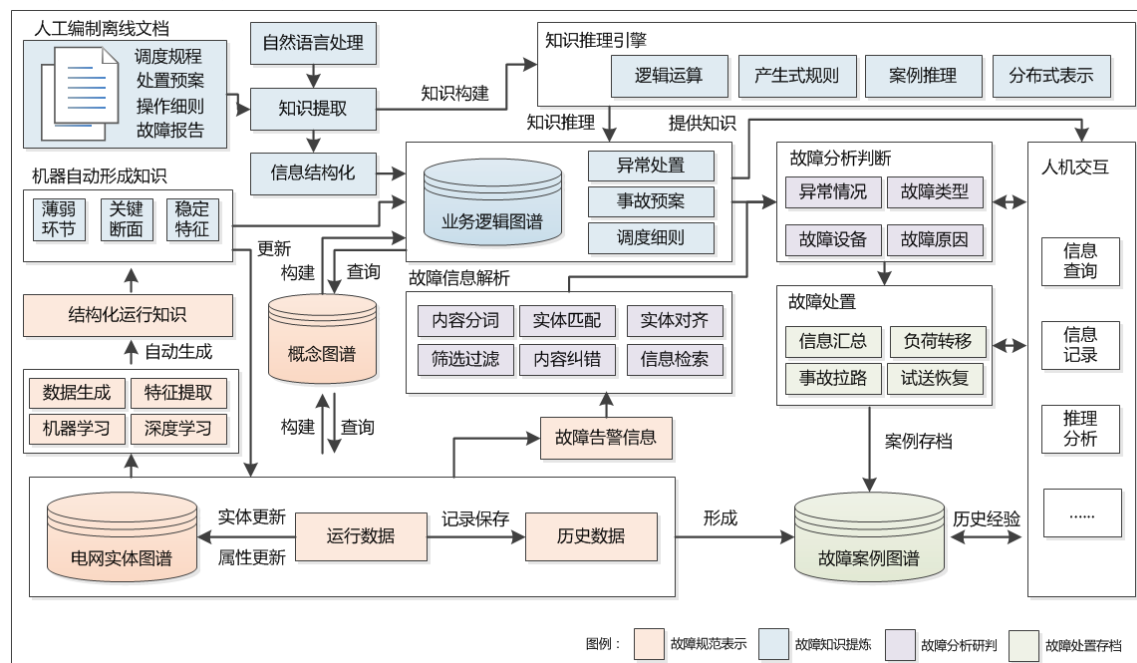 人工编制离线文档
调度规程
处置预案
操作细则
故障报告
自然语言处理
知识提取
信息结构化
知识构建
知识推理引擎
逻辑运算
产生式规则
案例推理
分布式表示
知识推理
提供知识
机器自动形成知识
薄弱
环节
关键
断面
稳定
特征
业务逻辑图谱
异常处置
事故预案
调度细则
故障分析判断
异常情况
故障类型
故障设备
故障原因
人机交互
信息
查询
信息
记录
推理
分析
......
更新
构建
查询
结构化运行知识
自动生成
概念图谱
故障信息解析
内容分词
实体匹配
实体对齐
筛选过滤
内容纠错
信息检索
故障处置
信息汇总
负荷转移
事故拉路
试送恢复
数据生成
特征提取
机器学习
深度学习
构建
查询
故障告警信息
案例存档
电网实体图谱
实体更新
属性更新
运行数据
记录保存
历史数据
形成
故障案例图谱
历史经验
图例：
故障规范表示
故障知识提炼
故障分析研判
故障处置存档